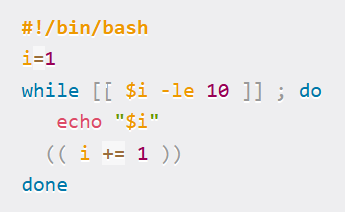 #!/bin/bash
i=1
while [[ $i -le 10 ]] ; do
   echo "$i"
  (( i += 1 ))
done